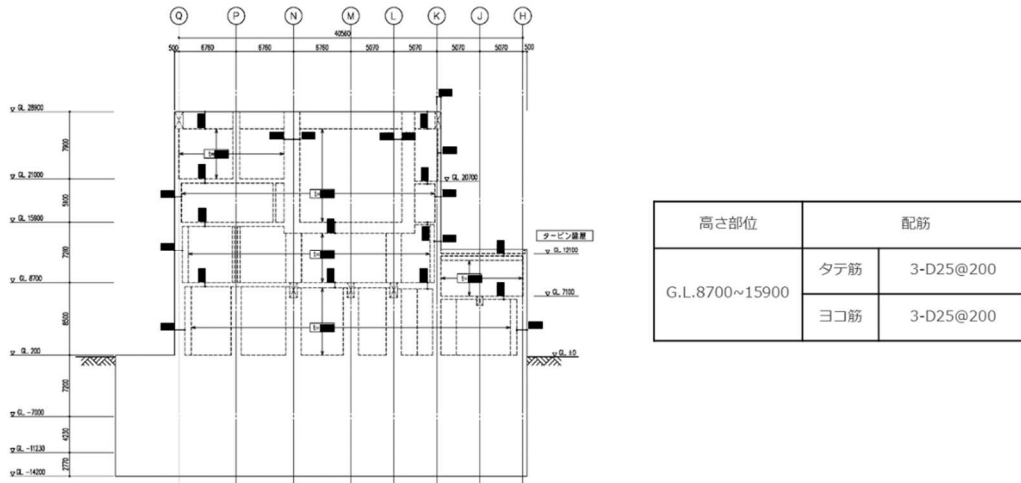 Q P N M L K J H
40560
500 6760 6760 5070 5070 5070 5070 500
▽ GL 28900
7900
▽ GL 21000
▽ GL 20700
▽ GL 15900
タービン建屋
▽ GL 12100
7200
▽ GL 8700
▽ GL 7100
8500
▽ GL 200
▽ GL ±0
7200
▽ GL -7000
4230
▽ GL -11230
2770
▽ GL -14200
高さ部位 配筋
G.L.8700~15900
タテ筋 3-D25@200
ヨコ筋 3-D25@200